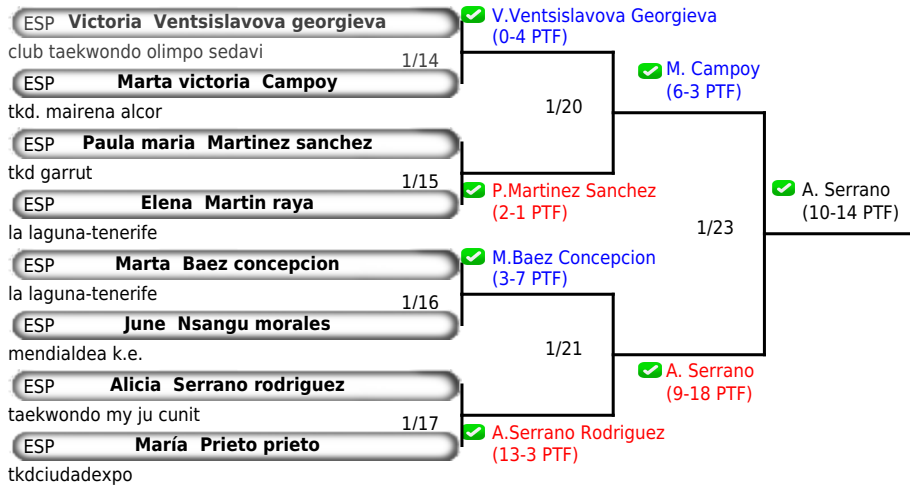 ESP Victoria Ventsislavova georgieva
club taekwondo olimpo sedavi
1/14
ESP Marta victoria Campoy
tkd. mairena alcor
ESP Paula maria Martinez sanchez
tkd garrut
1/15
ESP Elena Martin raya
la laguna-tenerife
ESP Marta Baez concepcion
la laguna-tenerife
1/16
ESP June Nsangu morales
mendialdea k.e.
ESP Alicia Serrano rodriguez
taekwondo my ju cunit
1/17
ESP María Prieto prieto
tkdciudadexpo
V.Ventsislavova Georgieva
(0-4 PTF)
1/20
P.Martinez Sanchez
(2-1 PTF)
M.Baez Concepcion
(3-7 PTF)
1/21
A.Serrano Rodriguez
(13-3 PTF)
M. Campoy
(6-3 PTF)
1/23
A. Serrano
(9-18 PTF)
A. Serrano
(10-14 PTF)